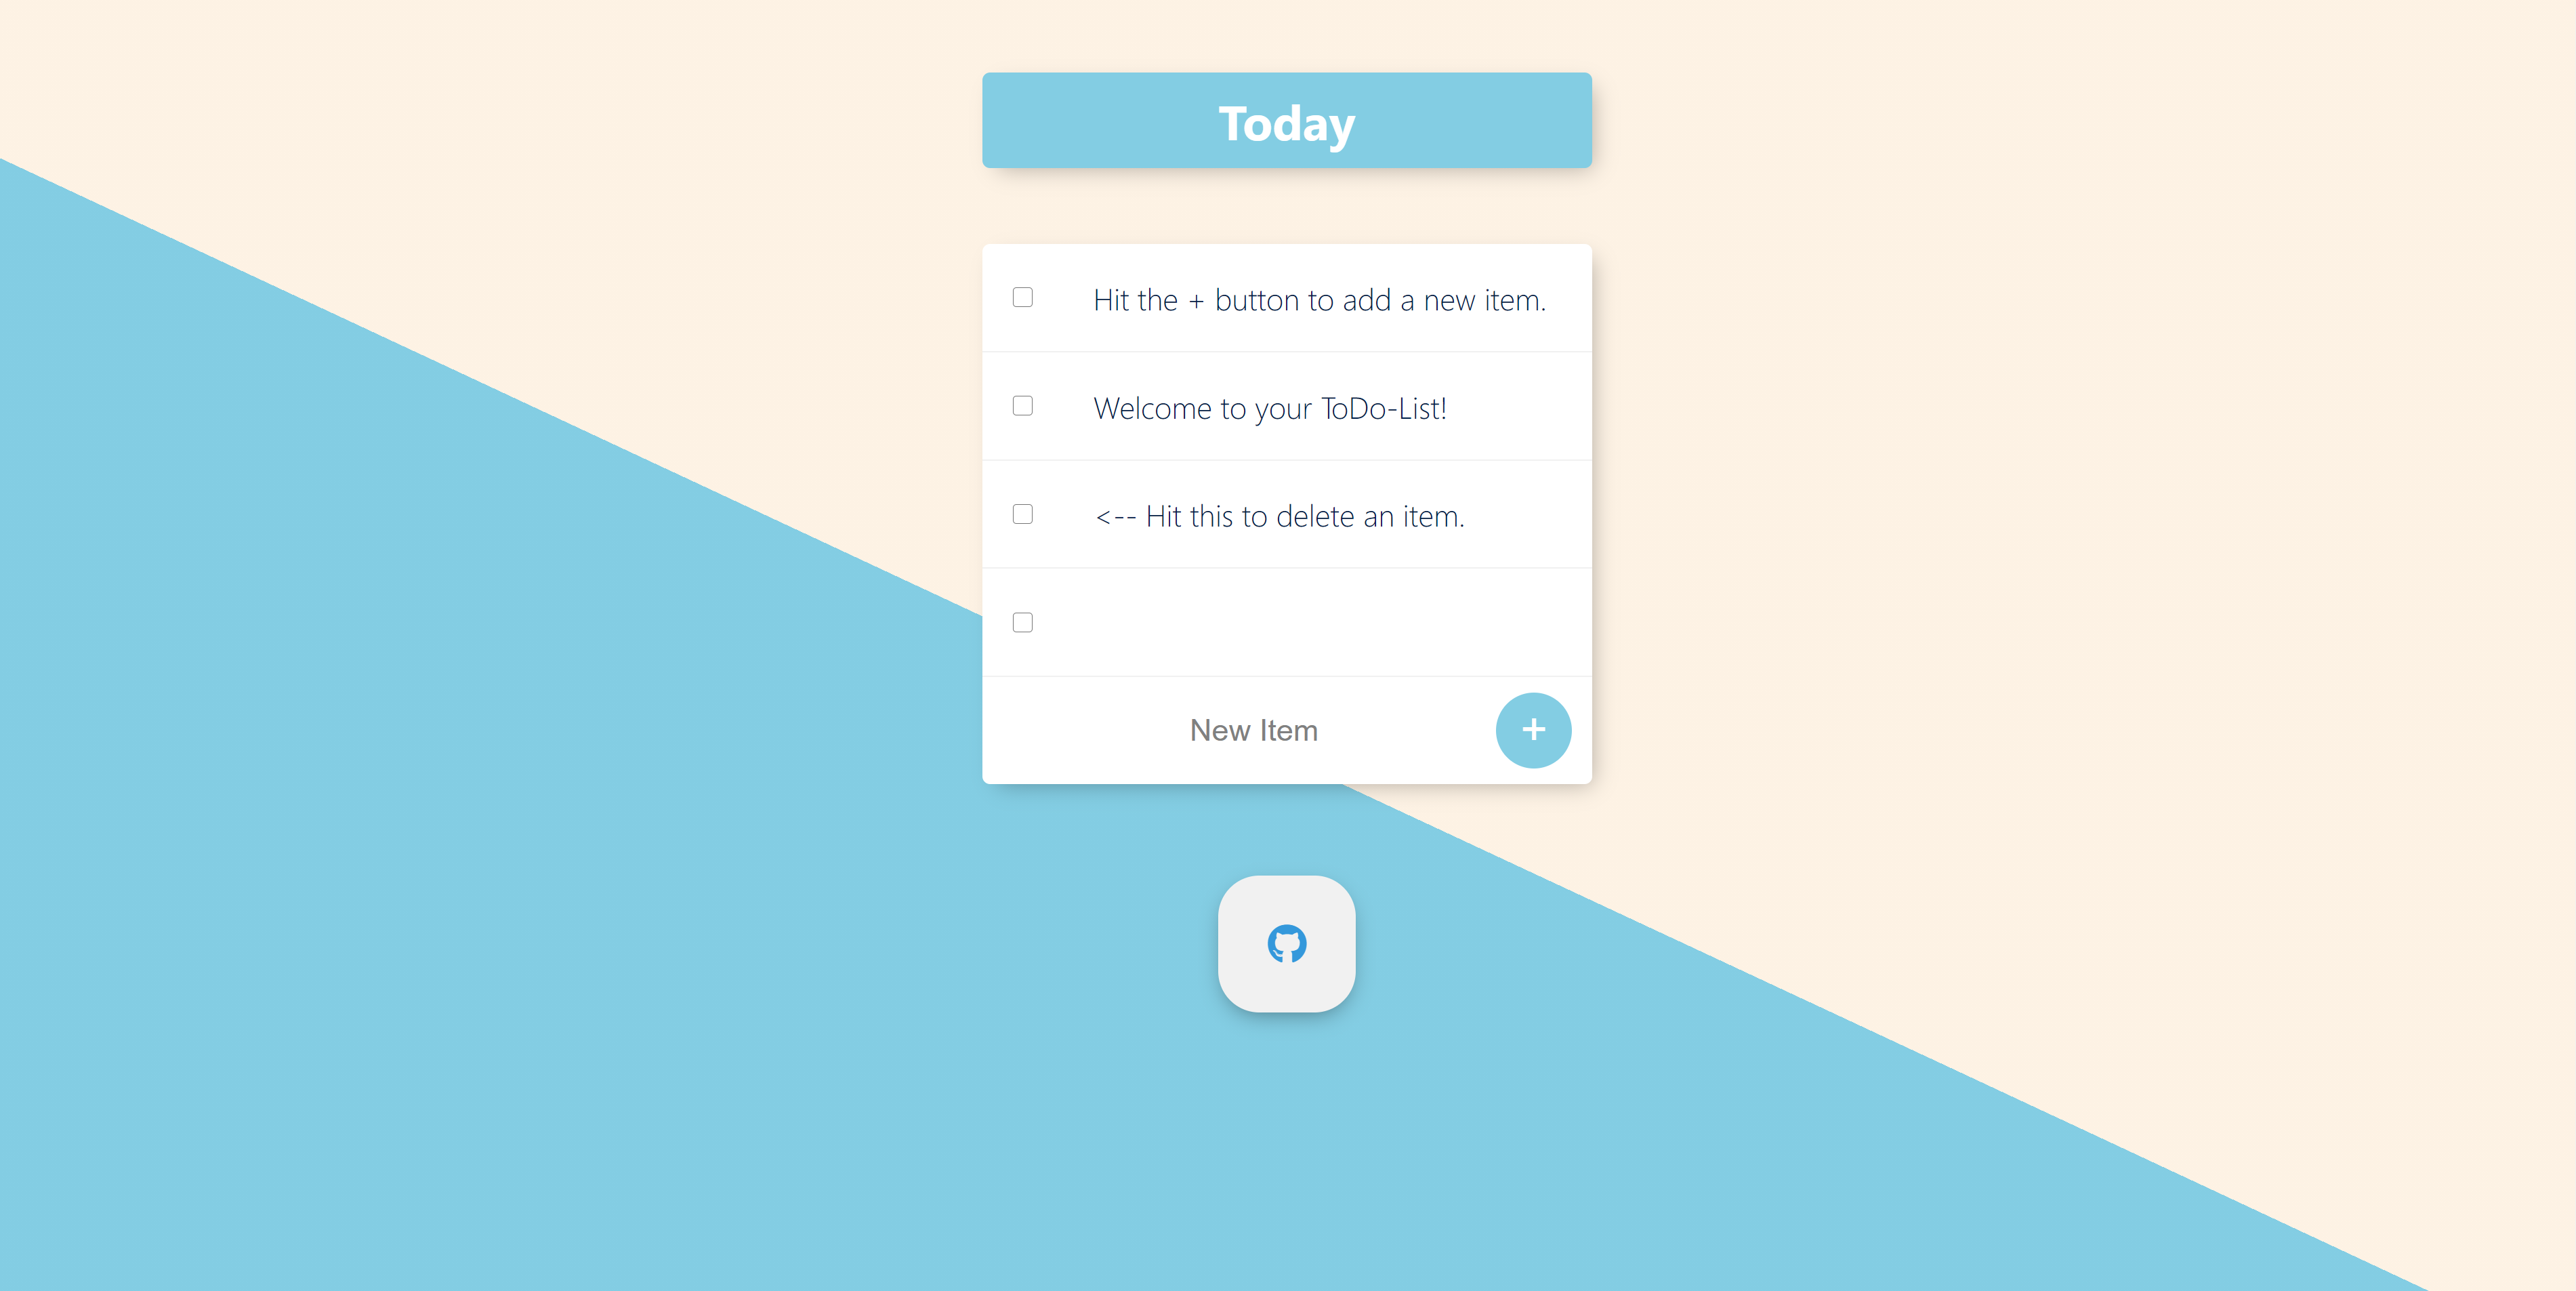 Today
Hit the + button to add a new item.
Welcome to your ToDo-List!
<-- Hit this to delete an item.
New Item
+